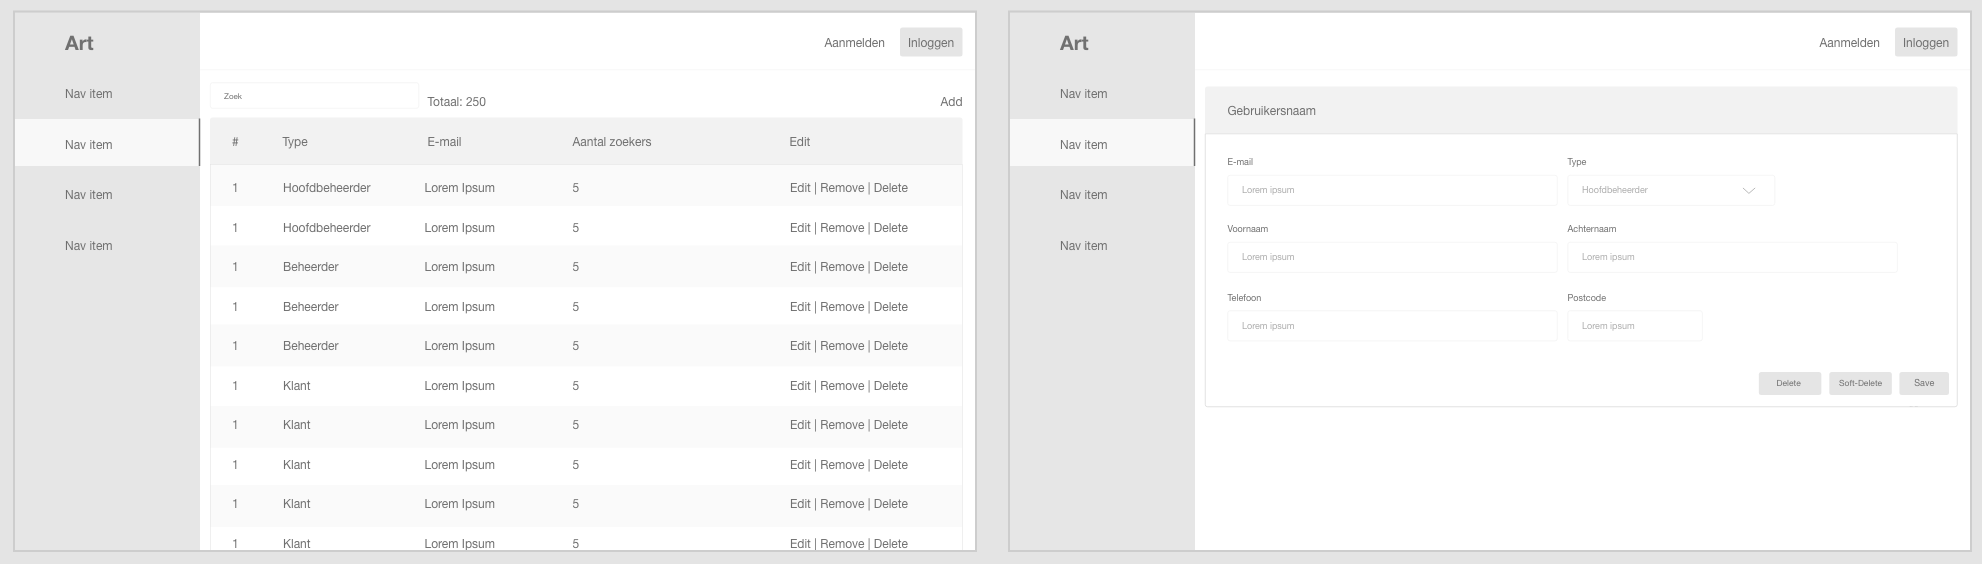 Art
Aanmelden Inloggen
Nav item
Nav item
Nav item
Nav item
Zoek Totaal: 250 Add
# Type E-mail Aantal zoekers Edit
1 Hoofdbeheerder Lorem Ipsum 5 Edit | Remove | Delete
1 Hoofdbeheerder Lorem Ipsum 5 Edit | Remove | Delete
1 Beheerder Lorem Ipsum 5 Edit | Remove | Delete
1 Beheerder Lorem Ipsum 5 Edit | Remove | Delete
1 Beheerder Lorem Ipsum 5 Edit | Remove | Delete
1 Klant Lorem Ipsum 5 Edit | Remove | Delete
1 Klant Lorem Ipsum 5 Edit | Remove | Delete
1 Klant Lorem Ipsum 5 Edit | Remove | Delete
1 Klant Lorem Ipsum 5 Edit | Remove | Delete
1 Klant Lorem Ipsum 5 Edit | Remove | Delete
Art
Aanmelden Inloggen
Nav item
Nav item
Nav item
Nav item
Gebruikersnaam
E-mail Type
Lorem ipsum Hoofdbeheerder
Voornaam Achternaam
Lorem ipsum Lorem ipsum
Telefoon Postcode
Lorem ipsum Lorem ipsum
Delete Soft-Delete Save